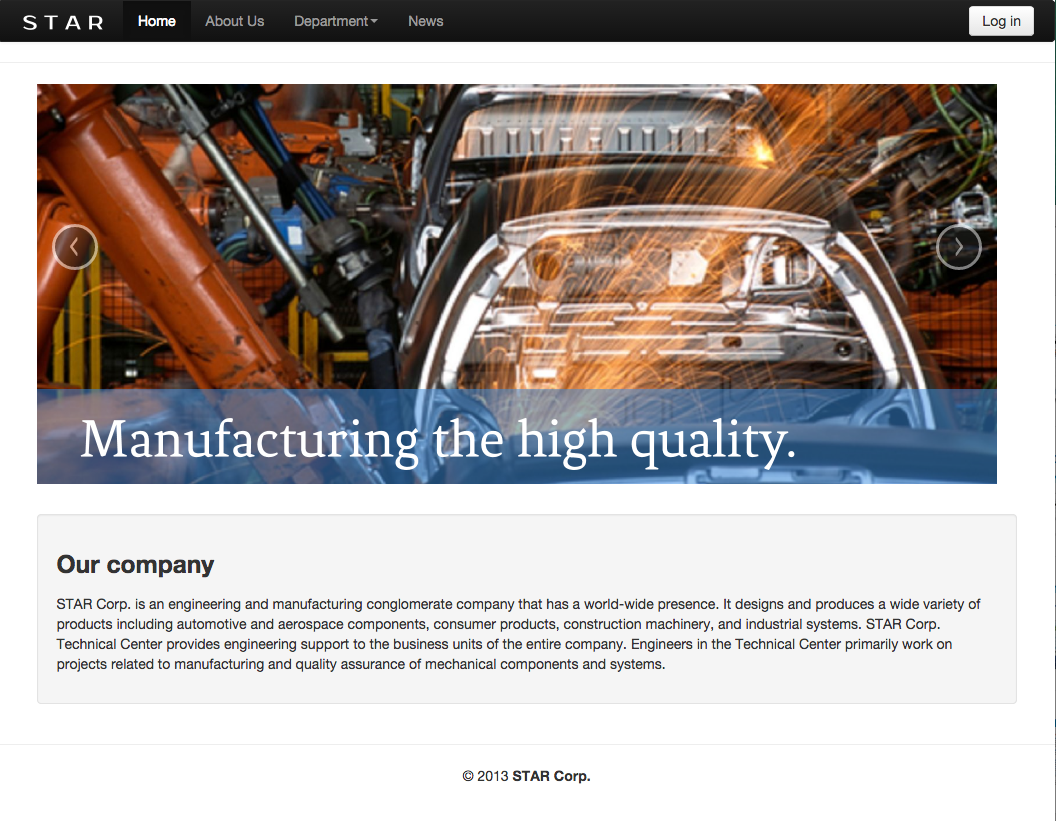 STAR Home About Us Department News Log in
Manufacturing the high quality.
Our company
STAR Corp. is an engineering and manufacturing conglomerate company that has a world-wide presence. It designs and produces a wide variety of
products including automotive and aerospace components, consumer products, construction machinery, and industrial systems. STAR Corp.
Technical Center provides engineering support to the business units of the entire company. Engineers in the Technical Center primarily work on
projects related to manufacturing and quality assurance of mechanical components and systems.
© 2013 STAR Corp.